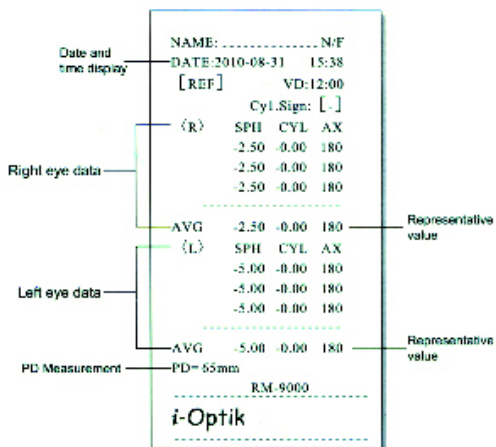 NAME: N/F
Date and time display
DATE:2010-08-31 15:38
[REF] VD:12:00
Cyl.Sign: [-]
Right eye data
(R) SPH CYL AX
-2.50 -0.00 180
-2.50 -0.00 180
-2.50 -0.00 180
AVG -2.50 -0.00 180
Representative value
Left eye data
(L) SPH CYL AX
-5.00 -0.00 180
-5.00 -0.00 180
-5.00 -0.00 180
AVG -5.00 -0.00 180
Representative value
PD Measurement
PD= 65mm
RM-9000
i-Optik